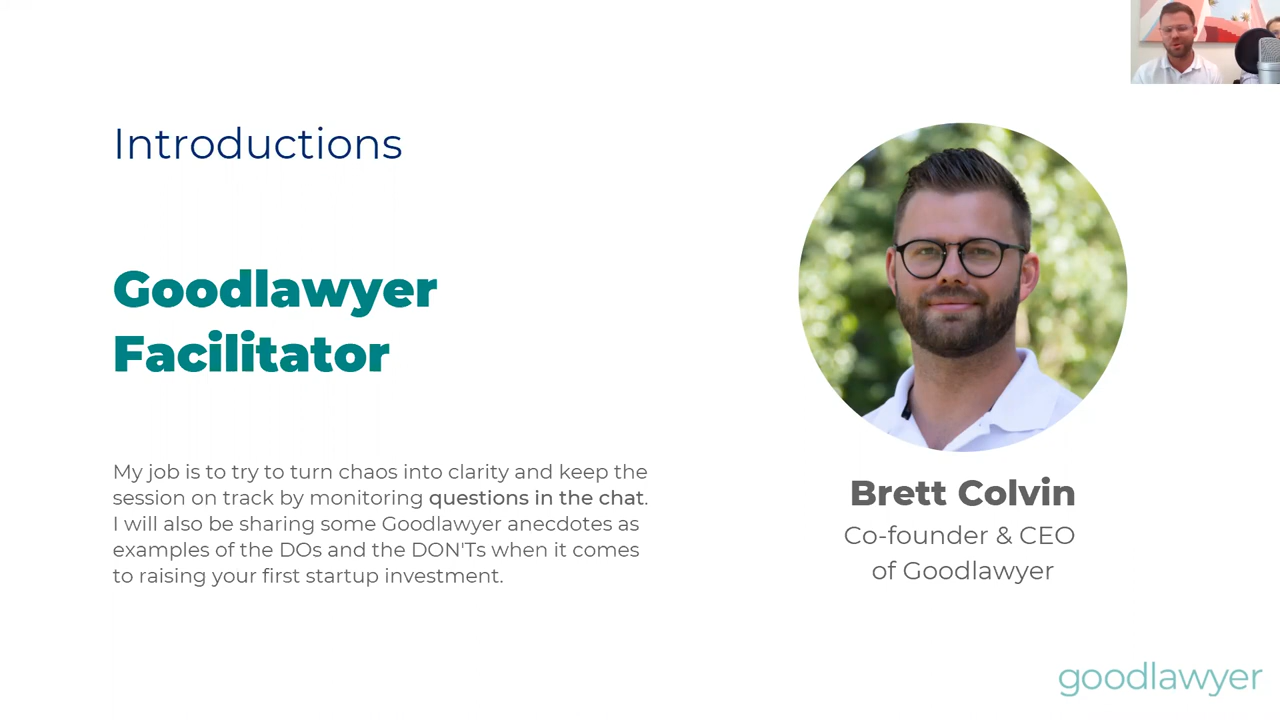 Introductions
Goodlawyer
Facilitator
My job is to try to turn chaos into clarity and keep the
session on track by monitoring questions in the chat.
I will also be sharing some Goodlawyer anecdotes as
examples of the DOs and the DON'Ts when it comes
to raising your first startup investment.
Brett Colvin
Co-founder & CEO
of Goodlawyer
goodlawyer